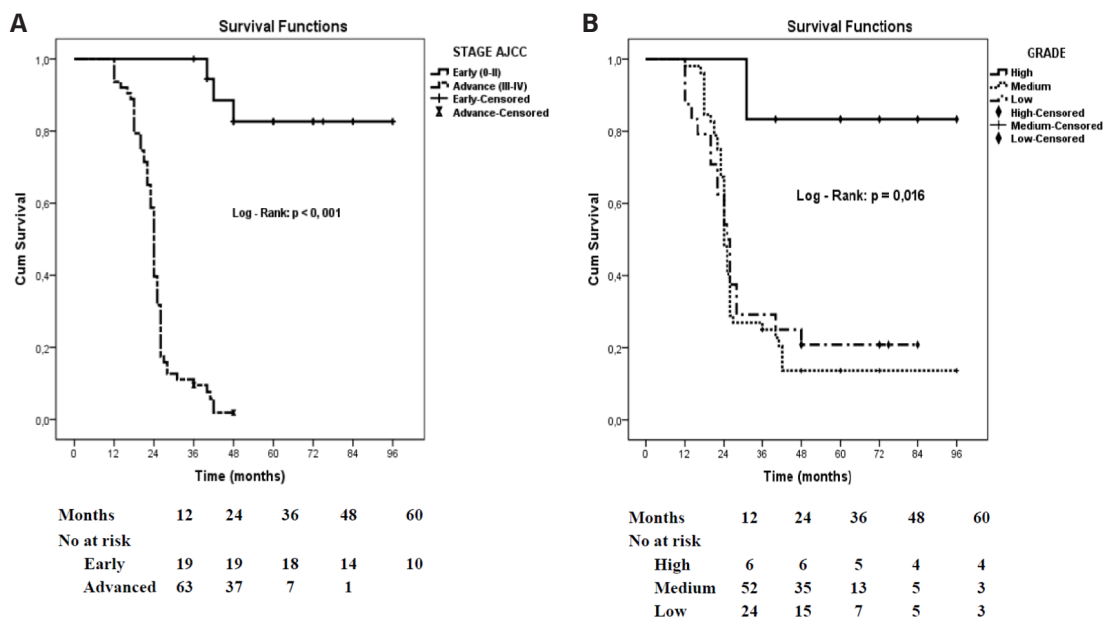 A
Survival Functions
STAGE AJCC
Early (0-II)
Advance (III-IV)
Early-Censored
Advance-Censored
Log - Rank: p < 0, 001
Cum Survival
1,0
0,8
0,6
0,4
0,2
0,0
0 12 24 36 48 60 72 84 96
Time (months)
Months 12 24 36 48 60
No at risk
Early 19 19 18 14 10
Advanced 63 37 7 1
B
Survival Functions
GRADE
High
Medium
Low
High-Censored
Medium-Censored
Low-Censored
Log - Rank: p = 0,016
Cum Survival
1,0
0,8
0,6
0,4
0,2
0,0
0 12 24 36 48 60 72 84 96
Time (months)
Months 12 24 36 48 60
No at risk
High 6 6 5 4 4
Medium 52 35 13 5 3
Low 24 15 7 5 3